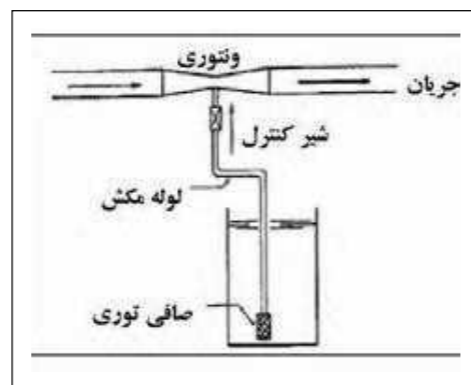 ونتوری
جریان
شیر کنترل
لوله مکش
صافی توری